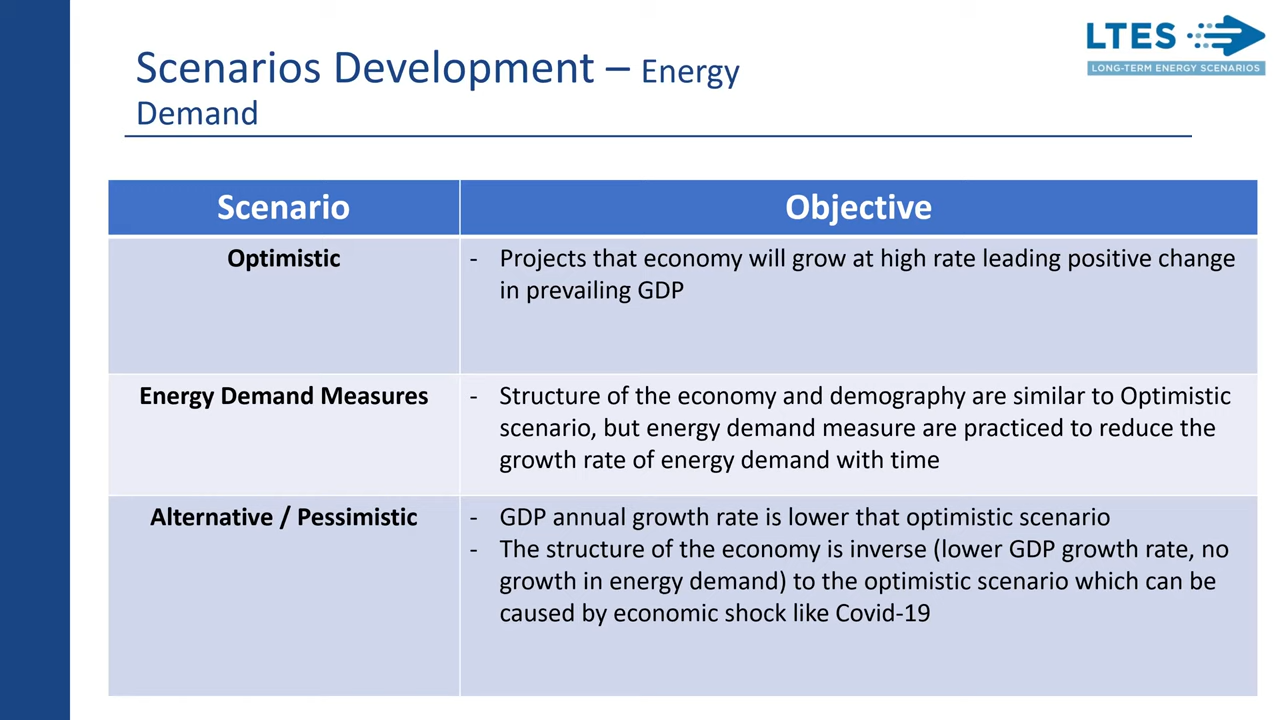 LTES
LONG-TERM ENERGY SCENARIOS
Scenarios Development – Energy
Demand
Scenario
Objective
Optimistic
- Projects that economy will grow at high rate leading positive change
in prevailing GDP
Energy Demand Measures
- Structure of the economy and demography are similar to Optimistic
scenario, but energy demand measure are practiced to reduce the
growth rate of energy demand with time
Alternative / Pessimistic
- GDP annual growth rate is lower that optimistic scenario
- The structure of the economy is inverse (lower GDP growth rate, no
growth in energy demand) to the optimistic scenario which can be
caused by economic shock like Covid-19